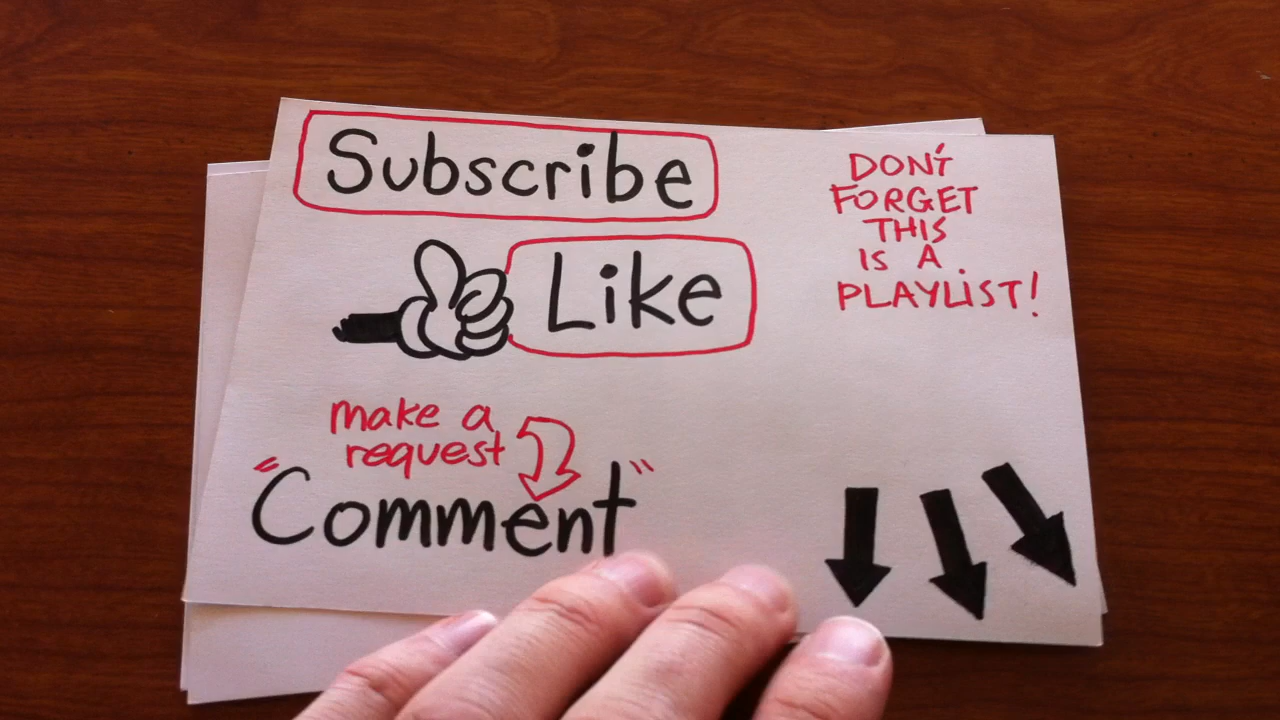 Subscribe
Like
make a
request
"Comment"
DON'T
FORGET
THIS
IS A
PLAYLiST!